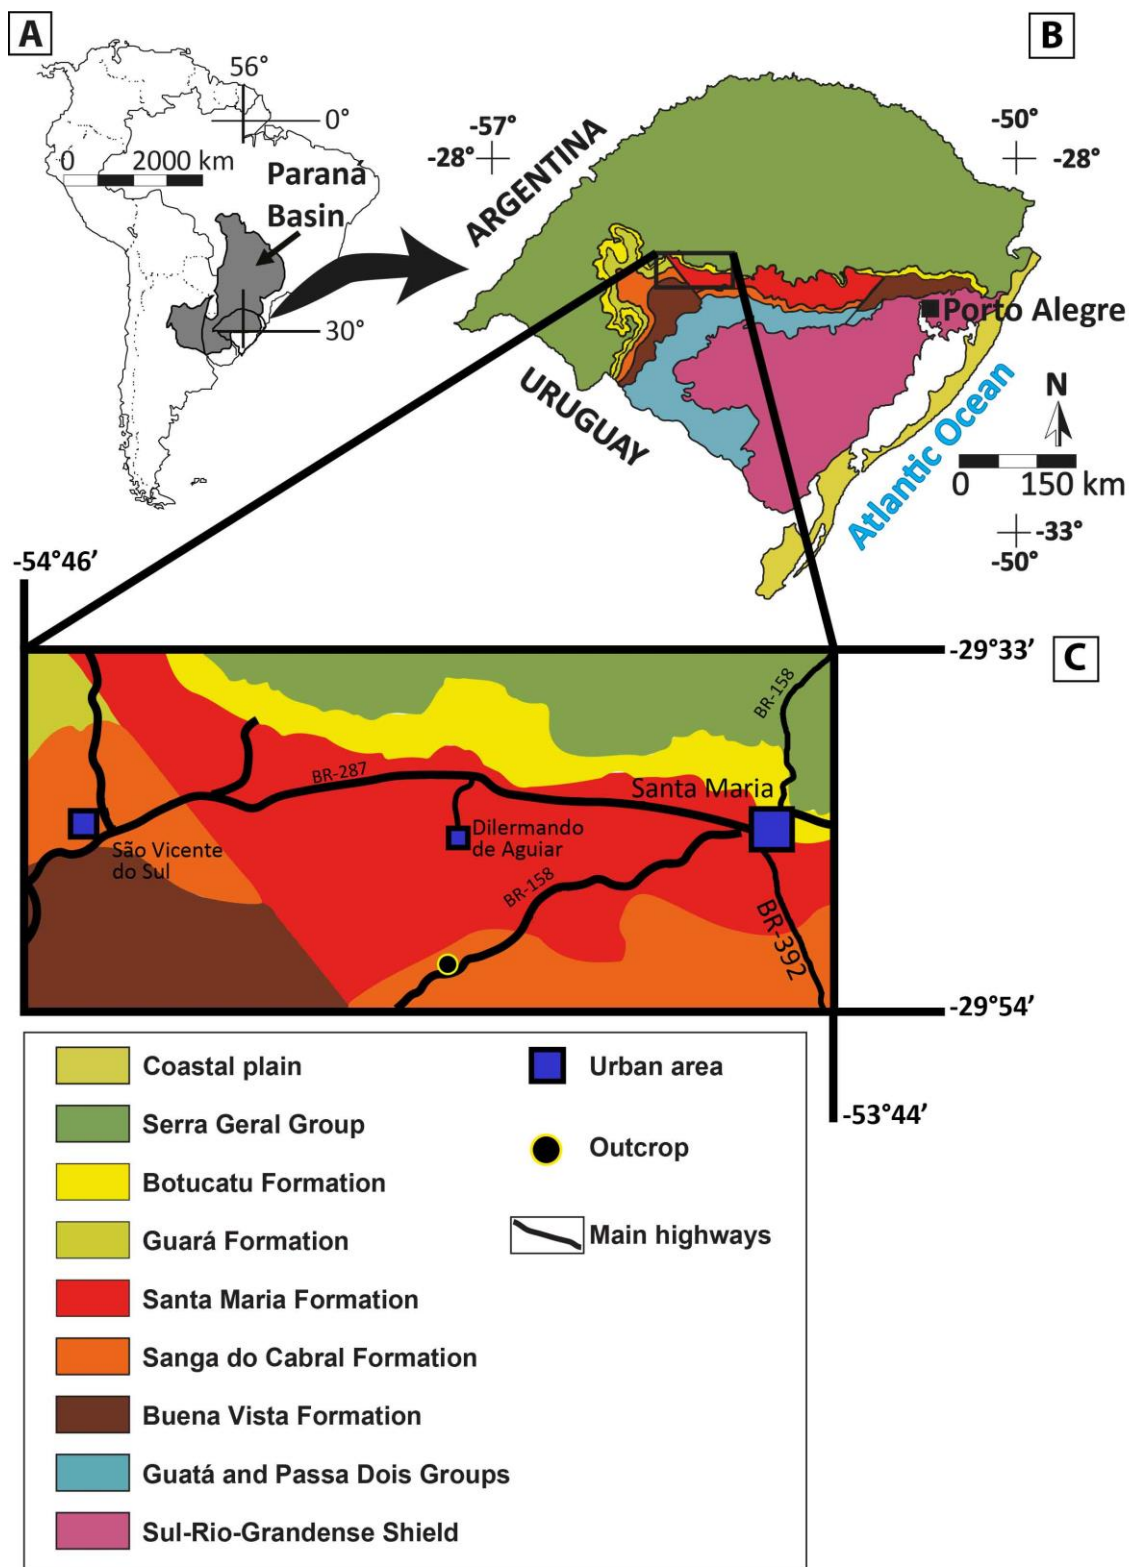 A
56°
0°
0 2000 km
Paraná
Basin
30°
B
-57°
-28°
-50°
-28°
ARGENTINA
URUGUAY
Porto Alegre
Atlantic Ocean
N
0 150 km
-33°
-50°
-54°46’
-29°33’
C
BR-158
BR-287
Santa Maria
São Vicente
do Sul
Dilermando
de Aguiar
BR-158
BR-392
-29°54’
-53°44’
Coastal plain
Serra Geral Group
Botucatu Formation
Guará Formation
Santa Maria Formation
Sanga do Cabral Formation
Buena Vista Formation
Guatá and Passa Dois Groups
Sul-Rio-Grandense Shield
Urban area
Outcrop
Main highways